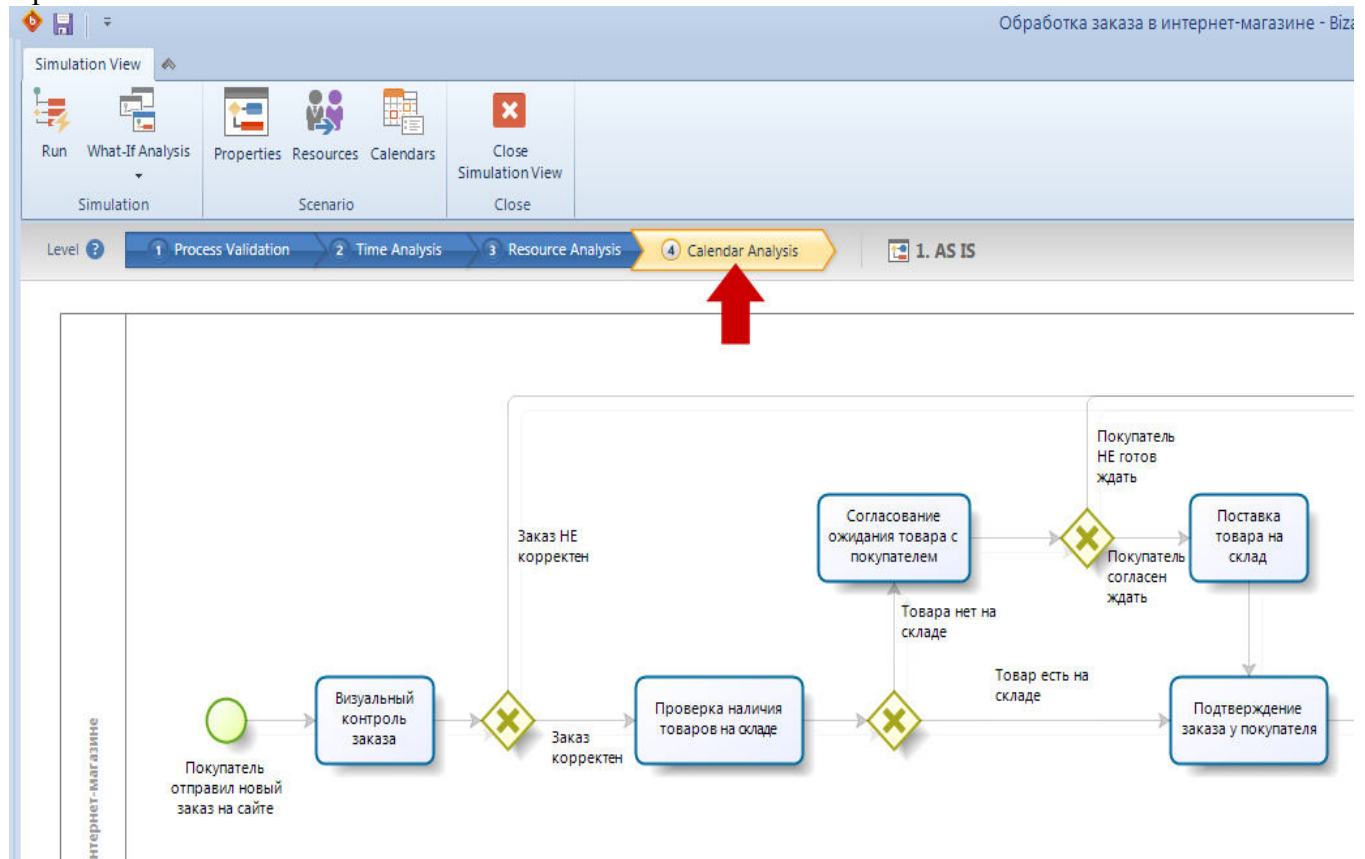 Обработка заказа в интернет-магазине - Biza
Simulation View
Run
What-If Analysis
Properties
Resources
Calendars
Close
Simulation View
Simulation
Scenario
Close
Level ?
1 Process Validation
2 Time Analysis
3 Resource Analysis
4 Calendar Analysis
1. AS IS
Покупатель
НЕ готов
ждать
Заказ НЕ
корректен
Согласование
ожидания товара с
покупателем
Поставка
товара на
склад
Покупатель
согласен
ждать
Товара нет на
складе
Товар есть на
складе
Визуальный
контроль
заказа
Проверка наличия
товаров на складе
Подтверждение
заказа у покупателя
Заказ
корректен
Покупатель
отправил новый
заказ на сайте
нтернет-магазине